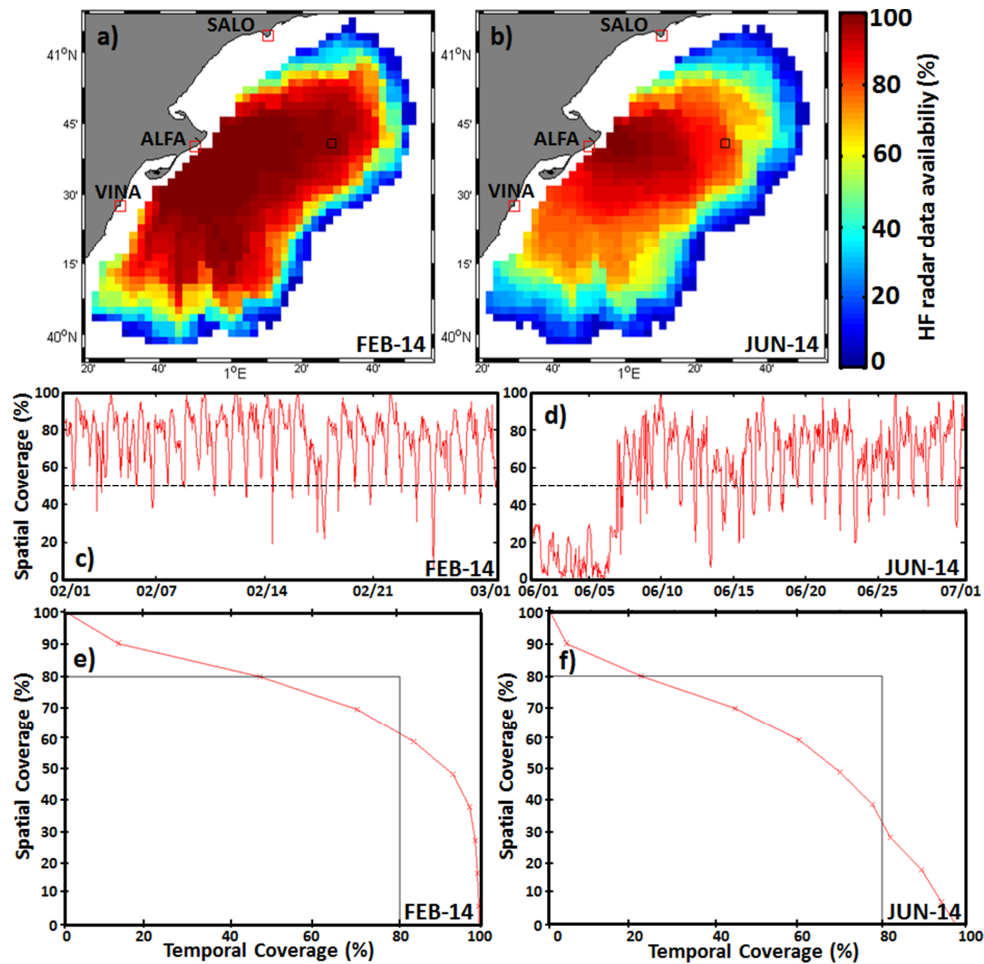 a)
SALO
ALFA
VINA
FEB-14
41°N
45'
30'
15'
40°N
20'
40'
1°E
20'
40'
b)
SALO
ALFA
VINA
JUN-14
41°N
45'
30'
15'
40°N
20'
40'
1°E
20'
40'
100
80
60
40
20
0
HF radar data availabiliy (%)
Spatial Coverage (%)
100
80
60
40
20
0
c)
FEB-14
02/01
02/07
02/14
02/21
03/01
100
80
60
40
20
0
d)
JUN-14
06/01
06/05
06/10
06/15
06/20
06/25
07/01
Spatial Coverage (%)
100
90
80
70
60
50
40
30
20
10
0
e)
FEB-14
0
20
40
60
80
100
Temporal Coverage (%)
Spatial Coverage (%)
100
90
80
70
60
50
40
30
20
10
0
f)
JUN-14
0
20
40
60
80
100
Temporal Coverage (%)